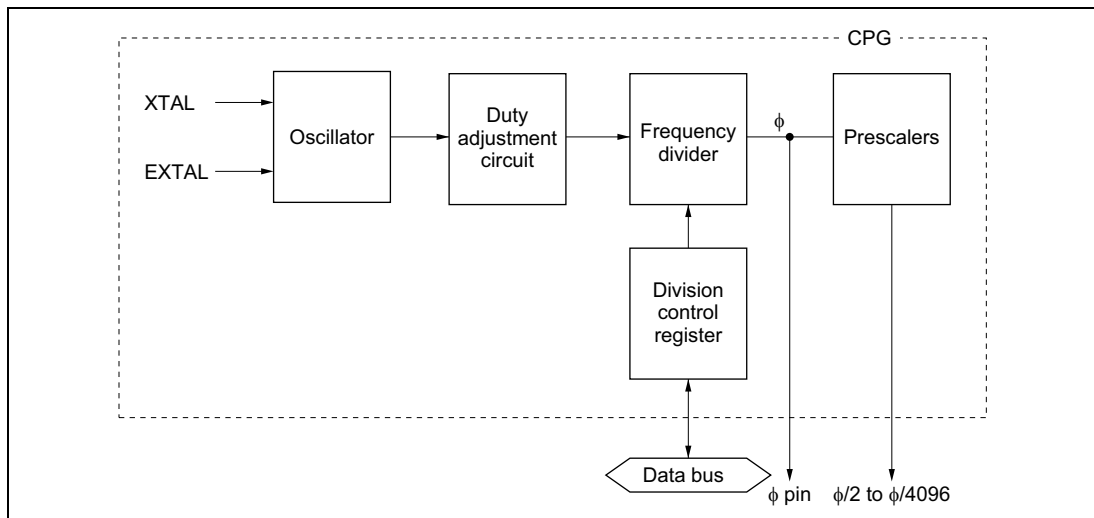 CPG
XTAL
EXTAL
Oscillator
Duty
adjustment
circuit
Frequency
divider
ϕ
Prescalers
Division
control
register
Data bus
ϕ pin
ϕ/2 to ϕ/4096